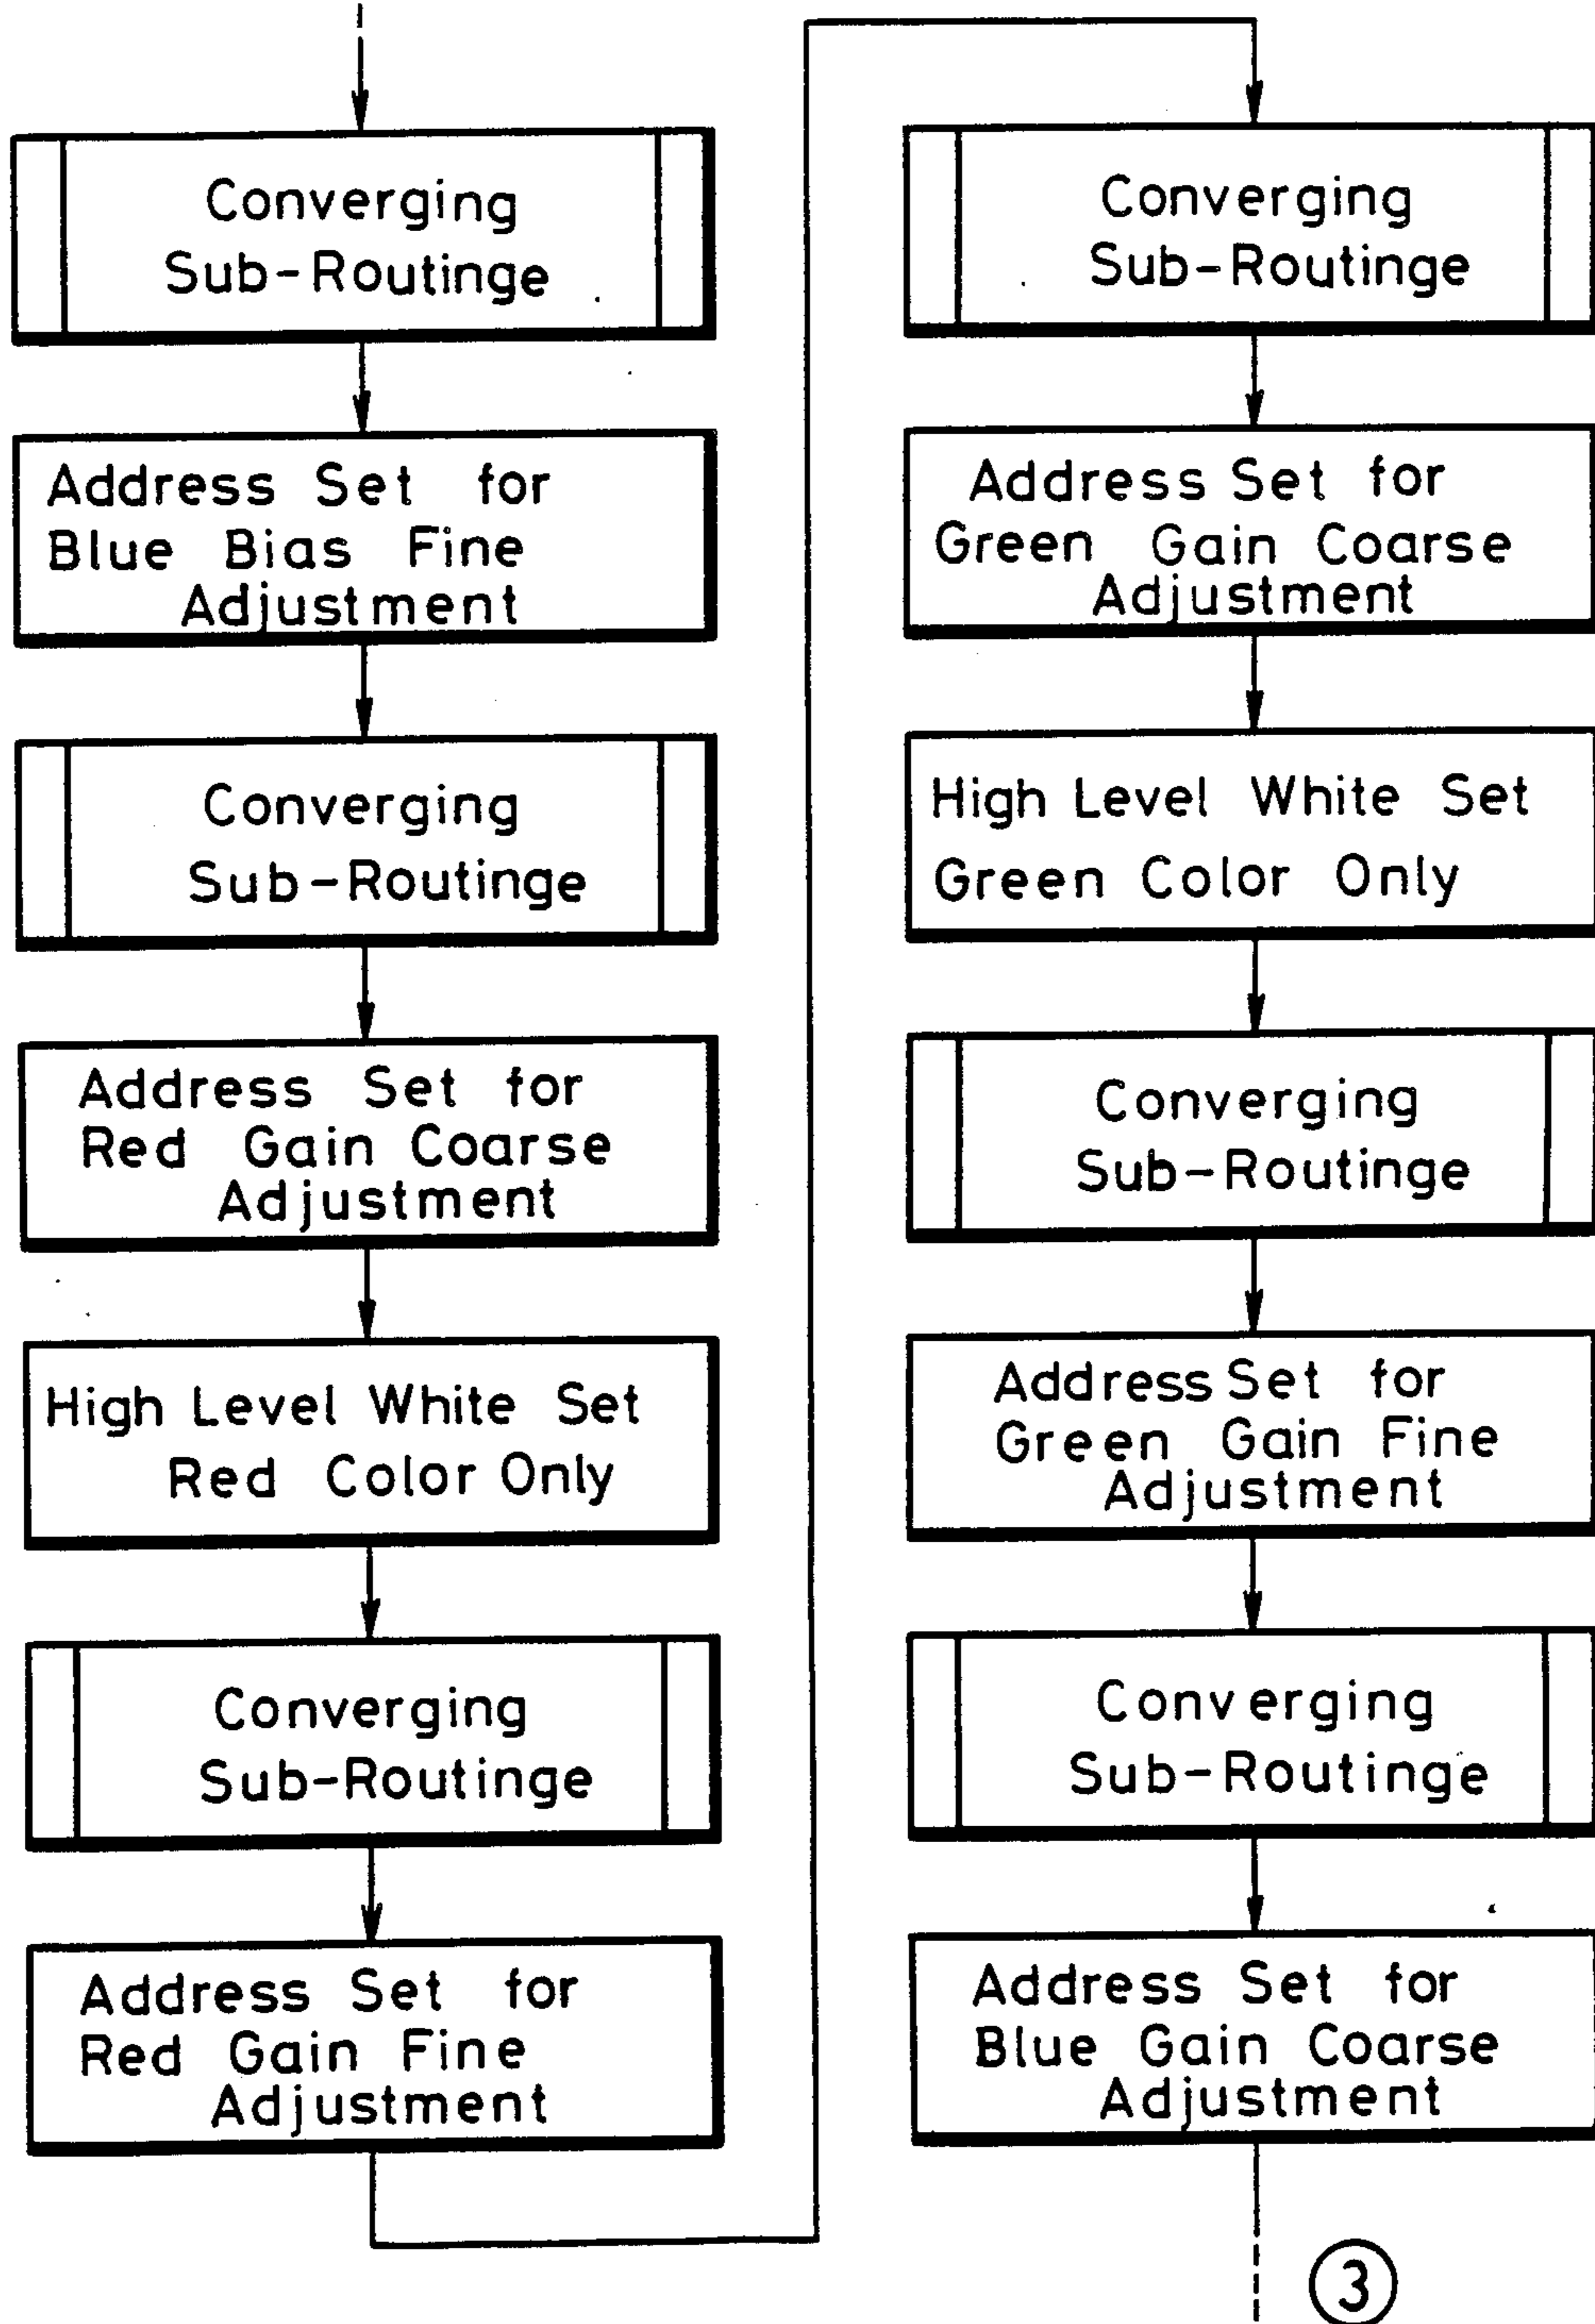 Converging
Sub-Routinge
Address Set for
Blue Bias Fine
Adjustment
Converging
Sub-Routinge
Address Set for
Red Gain Coarse
Adjustment
High Level White Set
Red Color Only
Converging
Sub-Routinge
Address Set for
Red Gain Fine
Adjustment
Converging
Sub-Routinge
Address Set for
Green Gain Coarse
Adjustment
High Level White Set
Green Color Only
Converging
Sub-Routinge
Address Set for
Green Gain Fine
Adjustment
Converging
Sub-Routinge
Address Set for
Blue Gain Coarse
Adjustment
3